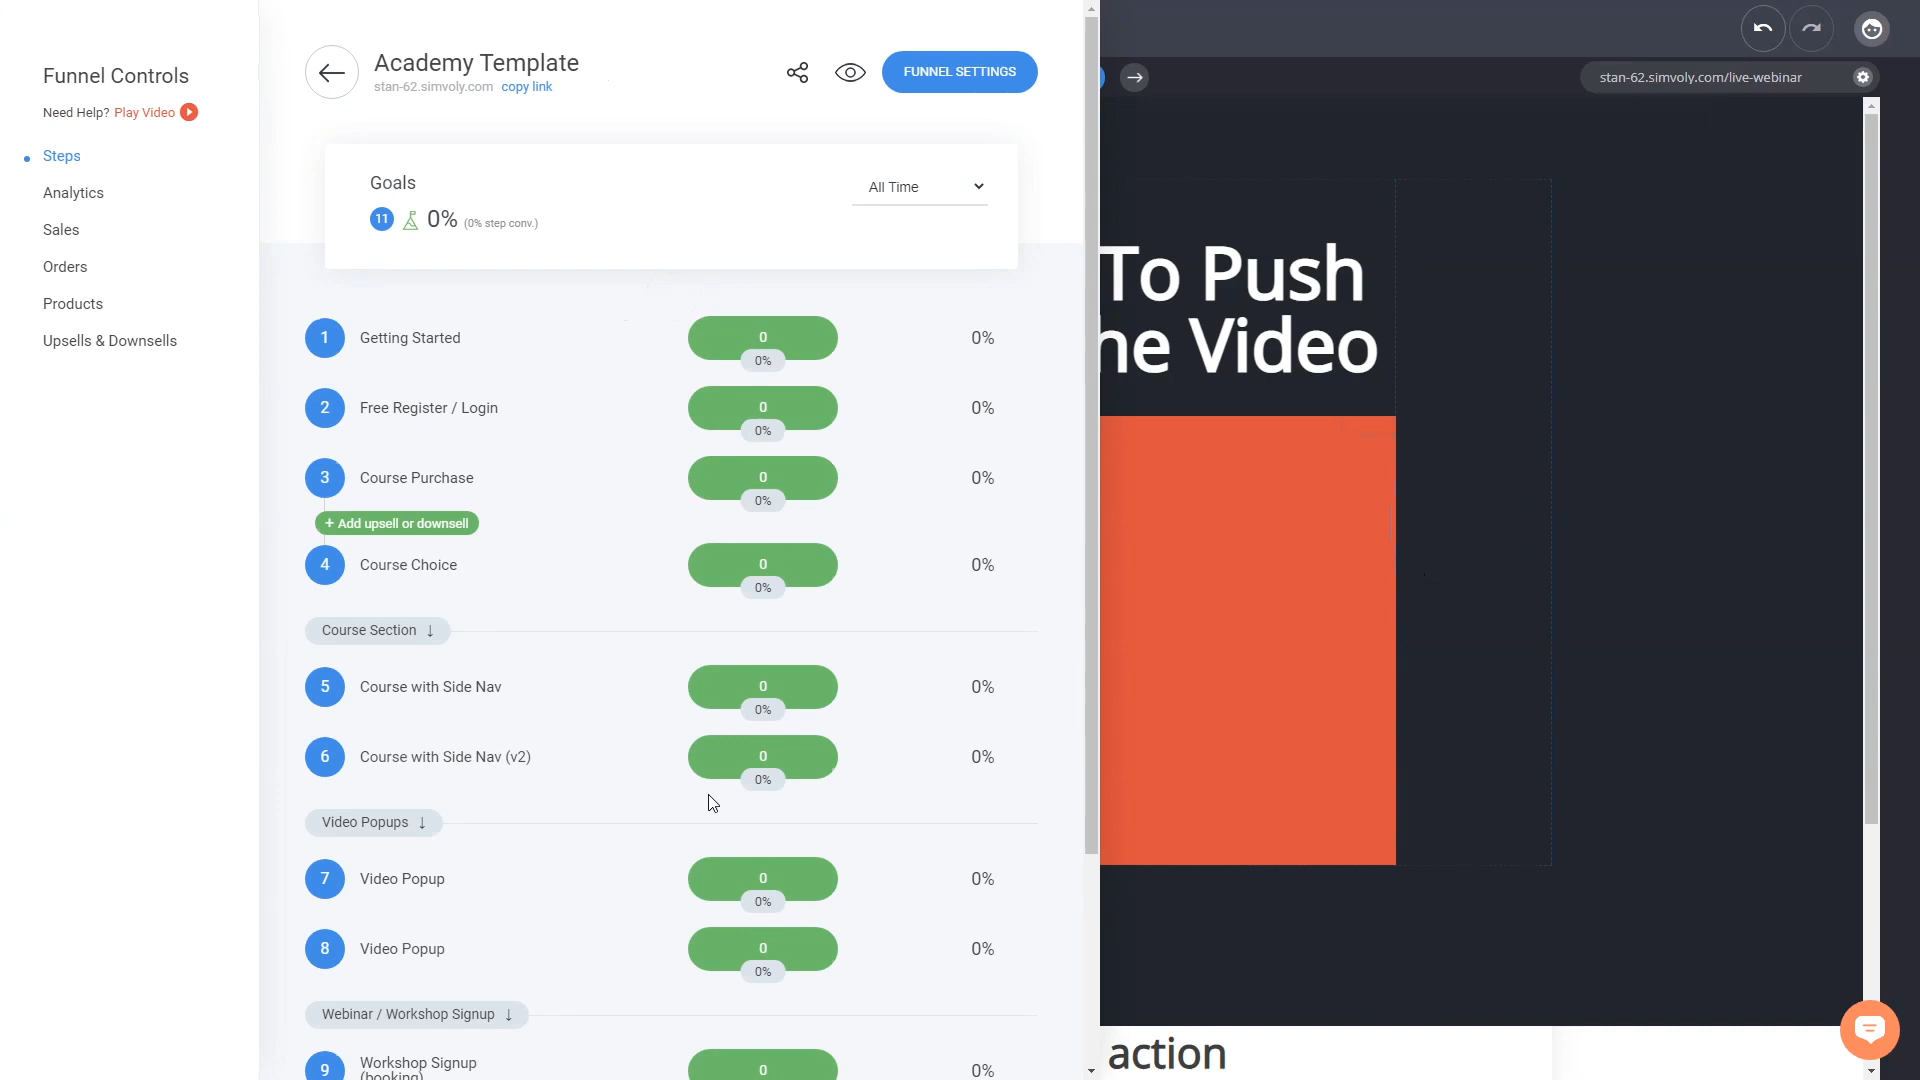 Funnel Controls
Need Help? Play Video
Steps
Analytics
Sales
Orders
Products
Upsells & Downsells
Academy Template
stan-62.simvoly.com copy link
FUNNEL SETTINGS
Goals
All Time
11 0% (0% step conv.)
1 Getting Started 0 0%
0%
2 Free Register / Login 0 0%
0%
3 Course Purchase 0 0%
0%
+ Add upsell or downsell
4 Course Choice 0 0%
0%
Course Section ↓
5 Course with Side Nav 0 0%
0%
6 Course with Side Nav (v2) 0 0%
0%
Video Popups ↓
7 Video Popup 0 0%
0%
8 Video Popup 0 0%
0%
Webinar / Workshop Signup ↓
9 Workshop Signup 0 0%
(booking)
stan-62.simvoly.com/live-webinar
To Push
he Video
action